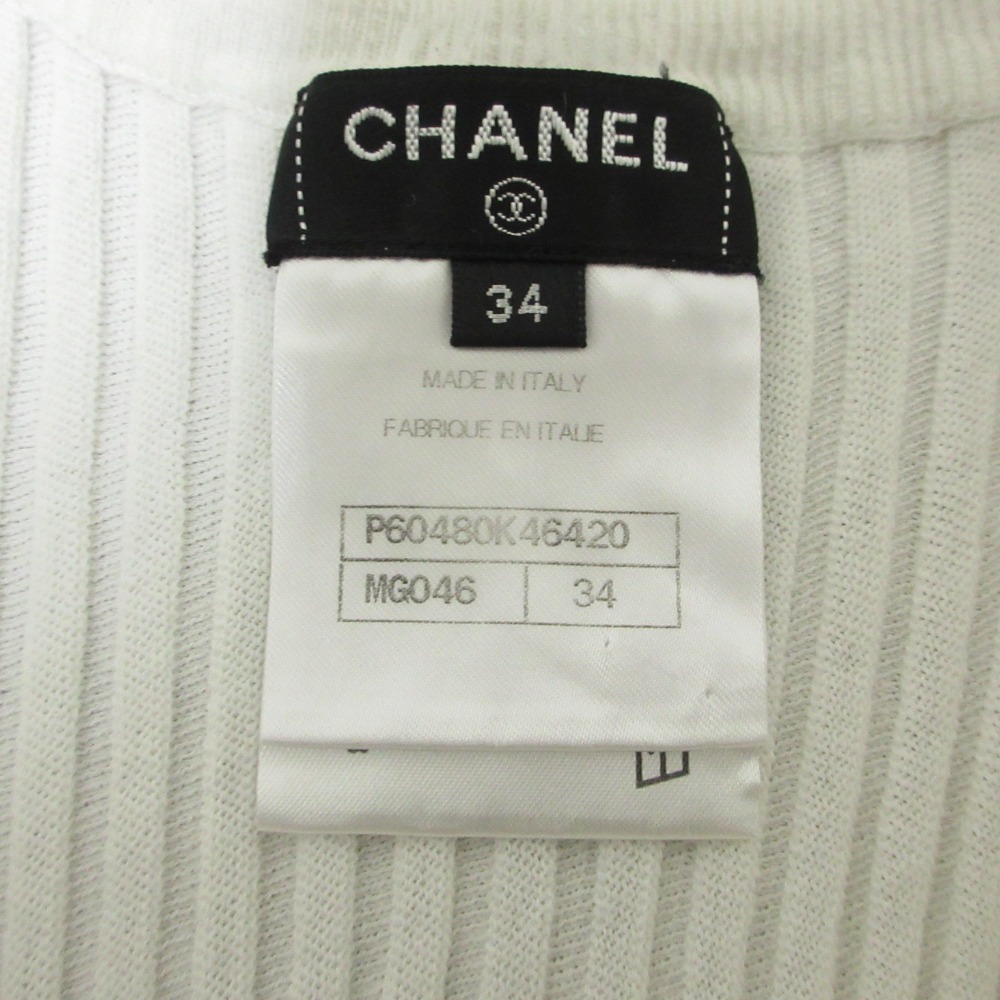 CHANEL
34
MADE IN ITALY
FABRIQUE EN ITALIE
P60480K46420
MG046 34